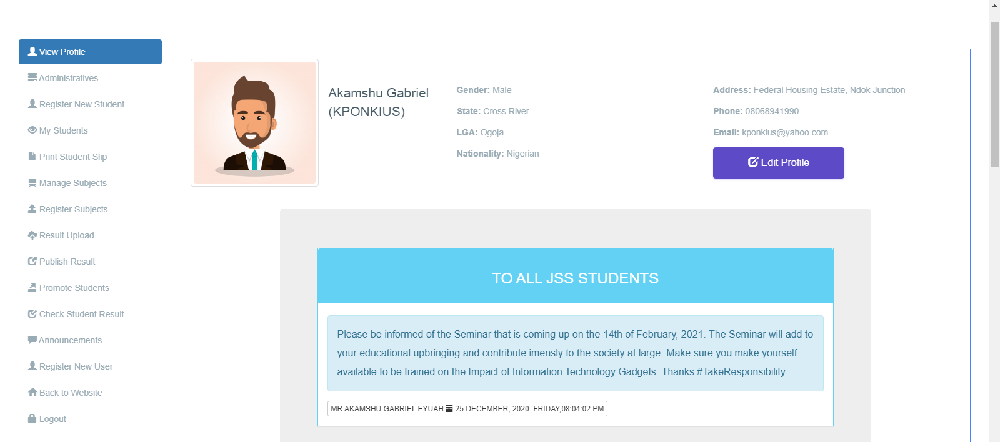 View Profile
Administratives
Register New Student
My Students
Print Student Slip
Manage Subjects
Register Subjects
Result Upload
Publish Result
Promote Students
Check Student Result
Announcements
Register New User
Back to Website
Logout
Akamshu Gabriel
(KPONKIUS)
Gender: Male
State: Cross River
LGA: Ogoja
Nationality: Nigerian
Address: Federal Housing Estate, Ndok Junction
Phone: 08068941990
Email: kponkius@yahoo.com
Edit Profile
TO ALL JSS STUDENTS
Please be informed of the Seminar that is coming up on the 14th of February, 2021. The Seminar will add to
your educational upbringing and contribute imensly to the society at large. Make sure you make yourself
available to be trained on the Impact of Information Technology Gadgets. Thanks #TakeResponsibility
MR AKAMSHU GABRIEL EYUAH 25 DECEMBER, 2020..FRIDAY,08:04:02 PM